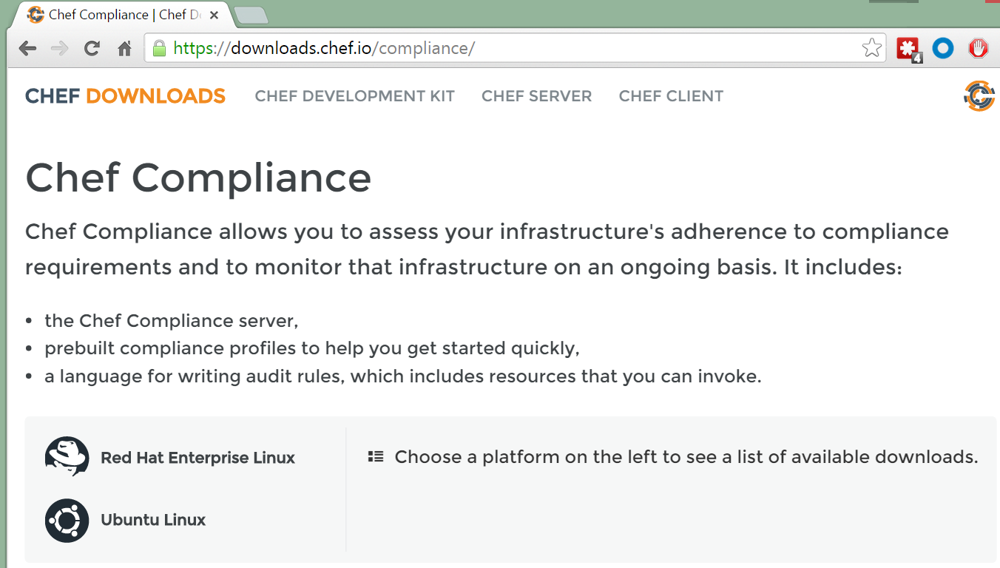 Chef Compliance | Chef Do
https://downloads.chef.io/compliance/
4
CHEF DOWNLOADS CHEF DEVELOPMENT KIT CHEF SERVER CHEF CLIENT
Chef Compliance
Chef Compliance allows you to assess your infrastructure's adherence to compliance
requirements and to monitor that infrastructure on an ongoing basis. It includes:
• the Chef Compliance server,
• prebuilt compliance profiles to help you get started quickly,
• a language for writing audit rules, which includes resources that you can invoke.
Red Hat Enterprise Linux
Choose a platform on the left to see a list of available downloads.
Ubuntu Linux